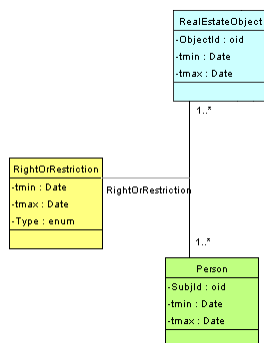 RealEstateObject
-ObjectId : oid
-tmin : Date
-tmax : Date
1..*
RightOrRestriction
-tmin : Date
-tmax : Date
-Type : enum
RightOrRestriction
1..*
Person
-SubjId : oid
-tmin : Date
-tmax : Date